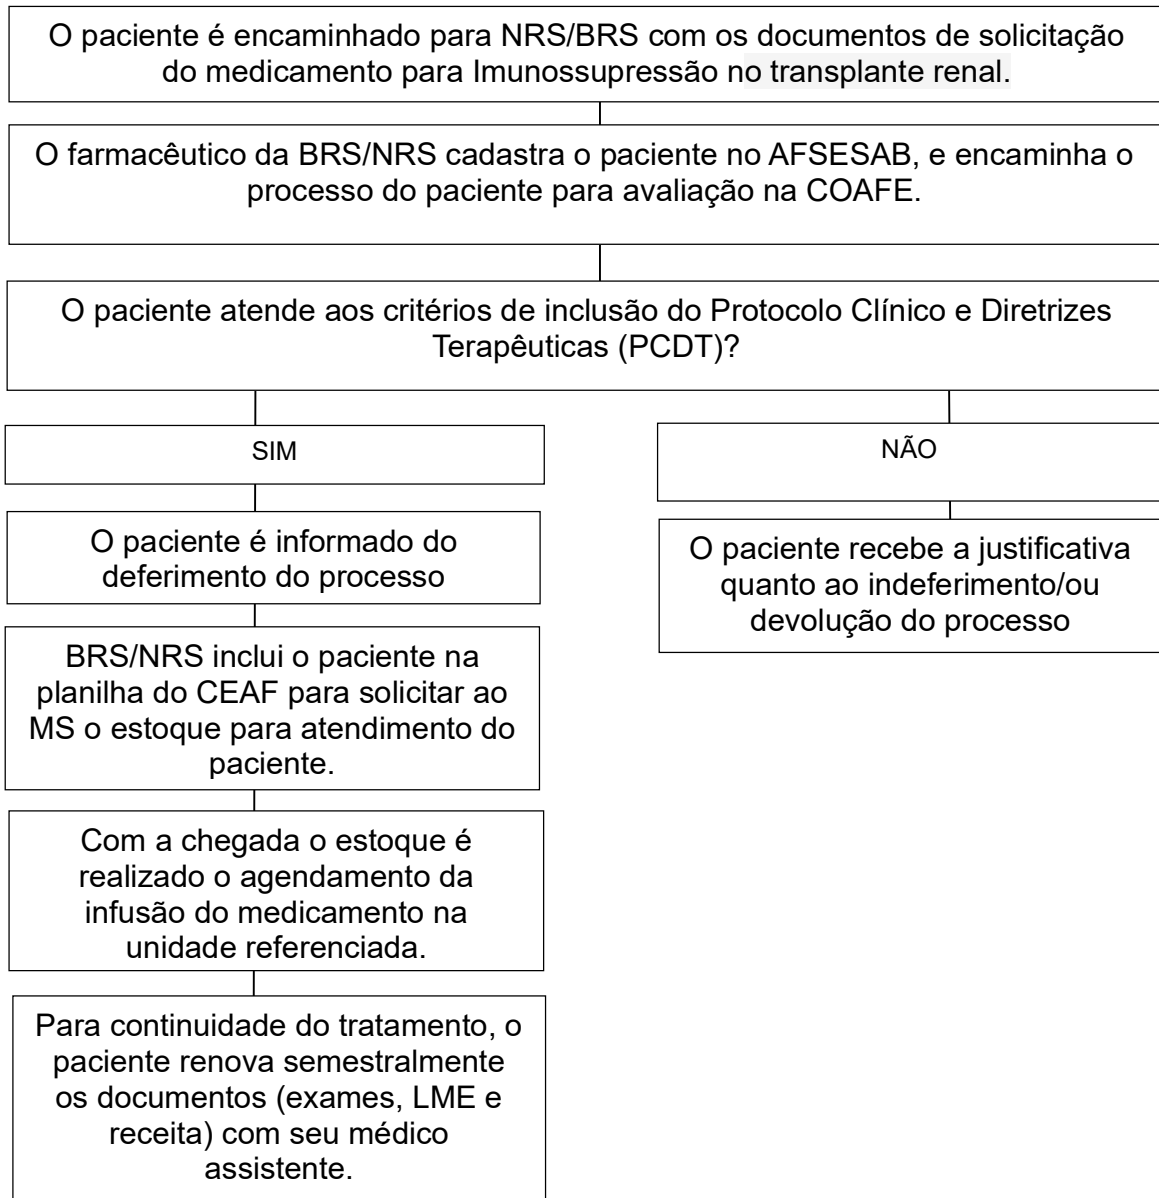 O paciente é encaminhado para NRS/BRS com os documentos de solicitação
do medicamento para Imunossupressão no transplante renal.
O farmacêutico da BRS/NRS cadastra o paciente no AFSESAB, e encaminha o
processo do paciente para avaliação na COAFE.
O paciente atende aos critérios de inclusão do Protocolo Clínico e Diretrizes
Terapêuticas (PCDT)?
SIM
O paciente é informado do
deferimento do processo
BRS/NRS inclui o paciente na
planilha do CEAF para solicitar ao
MS o estoque para atendimento do
paciente.
Com a chegada o estoque é
realizado o agendamento da
infusão do medicamento na
unidade referenciada.
Para continuidade do tratamento, o
paciente renova semestralmente
os documentos (exames, LME e
receita) com seu médico
assistente.
NÃO
O paciente recebe a justificativa
quanto ao indeferimento/ou
devolução do processo